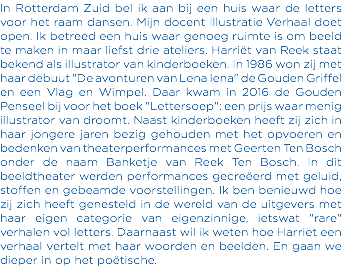 In Rotterdam Zuid bel ik aan bij een huis waar de letters
voor het raam dansen. Mijn docent Illustratie Verhaal doet
open. Ik betreed een huis waar genoeg ruimte is om beeld
te maken in maar liefst drie ateliers. Harriët van Reek staat
bekend als illustrator van kinderboeken. In 1986 won zij met
haar debuut "De avonturen van Lena lena" de Gouden Griffel
en een Vlag en Wimpel. Daar kwam in 2016 de Gouden
Penseel bij voor het boek "Lettersoep": een prijs waar menig
illustrator van droomt. Naast kinderboeken heeft zij zich in
haar jongere jaren bezig gehouden met het opvoeren en
bedenken van theaterperformances met Geerten Ten Bosch
onder de naam Banketje van Reek Ten Bosch. In dit
beeldtheater werden performances gecreëerd met geluid,
stoffen en gebeamde voorstellingen. Ik ben benieuwd hoe
zij zich heeft genesteld in de wereld van de uitgevers met
haar eigen categorie van eigenzinnige, ietswat "rare"
verhalen vol letters. Daarnaast wil ik weten hoe Harriët een
verhaal vertelt met haar woorden en beelden. En gaan we
dieper in op het poëtische.